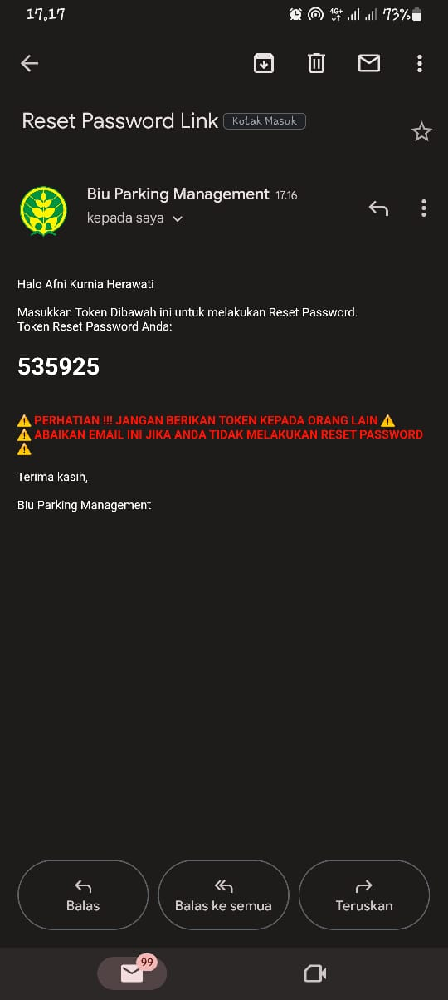 17.17
4G+
73%
Reset Password Link
Kotak Masuk
Biu Parking Management 17.16
kepada saya
Halo Afni Kurnia Herawati
Masukkan Token Dibawah ini untuk melakukan Reset Password.
Token Reset Password Anda:
535925
⚠️ PERHATIAN !!! JANGAN BERIKAN TOKEN KEPADA ORANG LAIN ⚠️
⚠️ ABAIKAN EMAIL INI JIKA ANDA TIDAK MELAKUKAN RESET PASSWORD
⚠️
Terima kasih,
Biu Parking Management
Balas
Balas ke semua
Teruskan
99